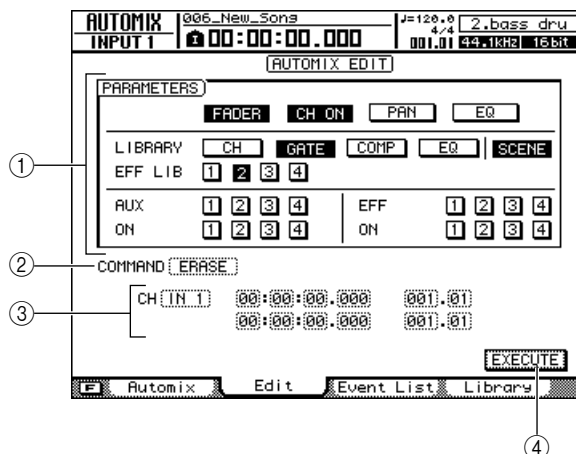 AUTOMIX 006_New_Song ♩=120.0 4/4 2.bass dru
INPUT 1 00:00:00.000 001.01 44.1kHz 16bit
AUTOMIX EDIT
PARAMETERS
FADER CH ON PAN EQ
LIBRARY CH GATE COMP EQ SCENE
EFF LIB 1 2 3 4
AUX 1 2 3 4 EFF 1 2 3 4
ON 1 2 3 4 ON 1 2 3 4
COMMAND ERASE
CH IN 1 00:00:00.000 001.01
00:00:00.000 001.01
EXECUTE
F Automix Edit Event List Library
1
2
3
4